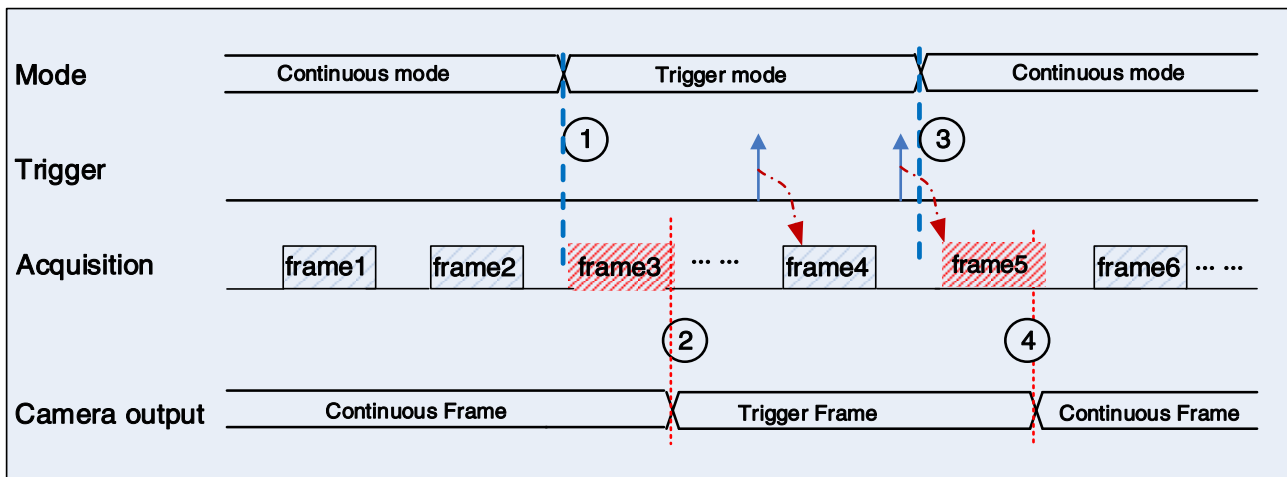 Mode
Continuous mode
Trigger mode
Continuous mode
1
3
Trigger
Acquisition
frame1
frame2
frame3
... ...
frame4
frame5
frame6
... ...
2
4
Camera output
Continuous Frame
Trigger Frame
Continuous Frame